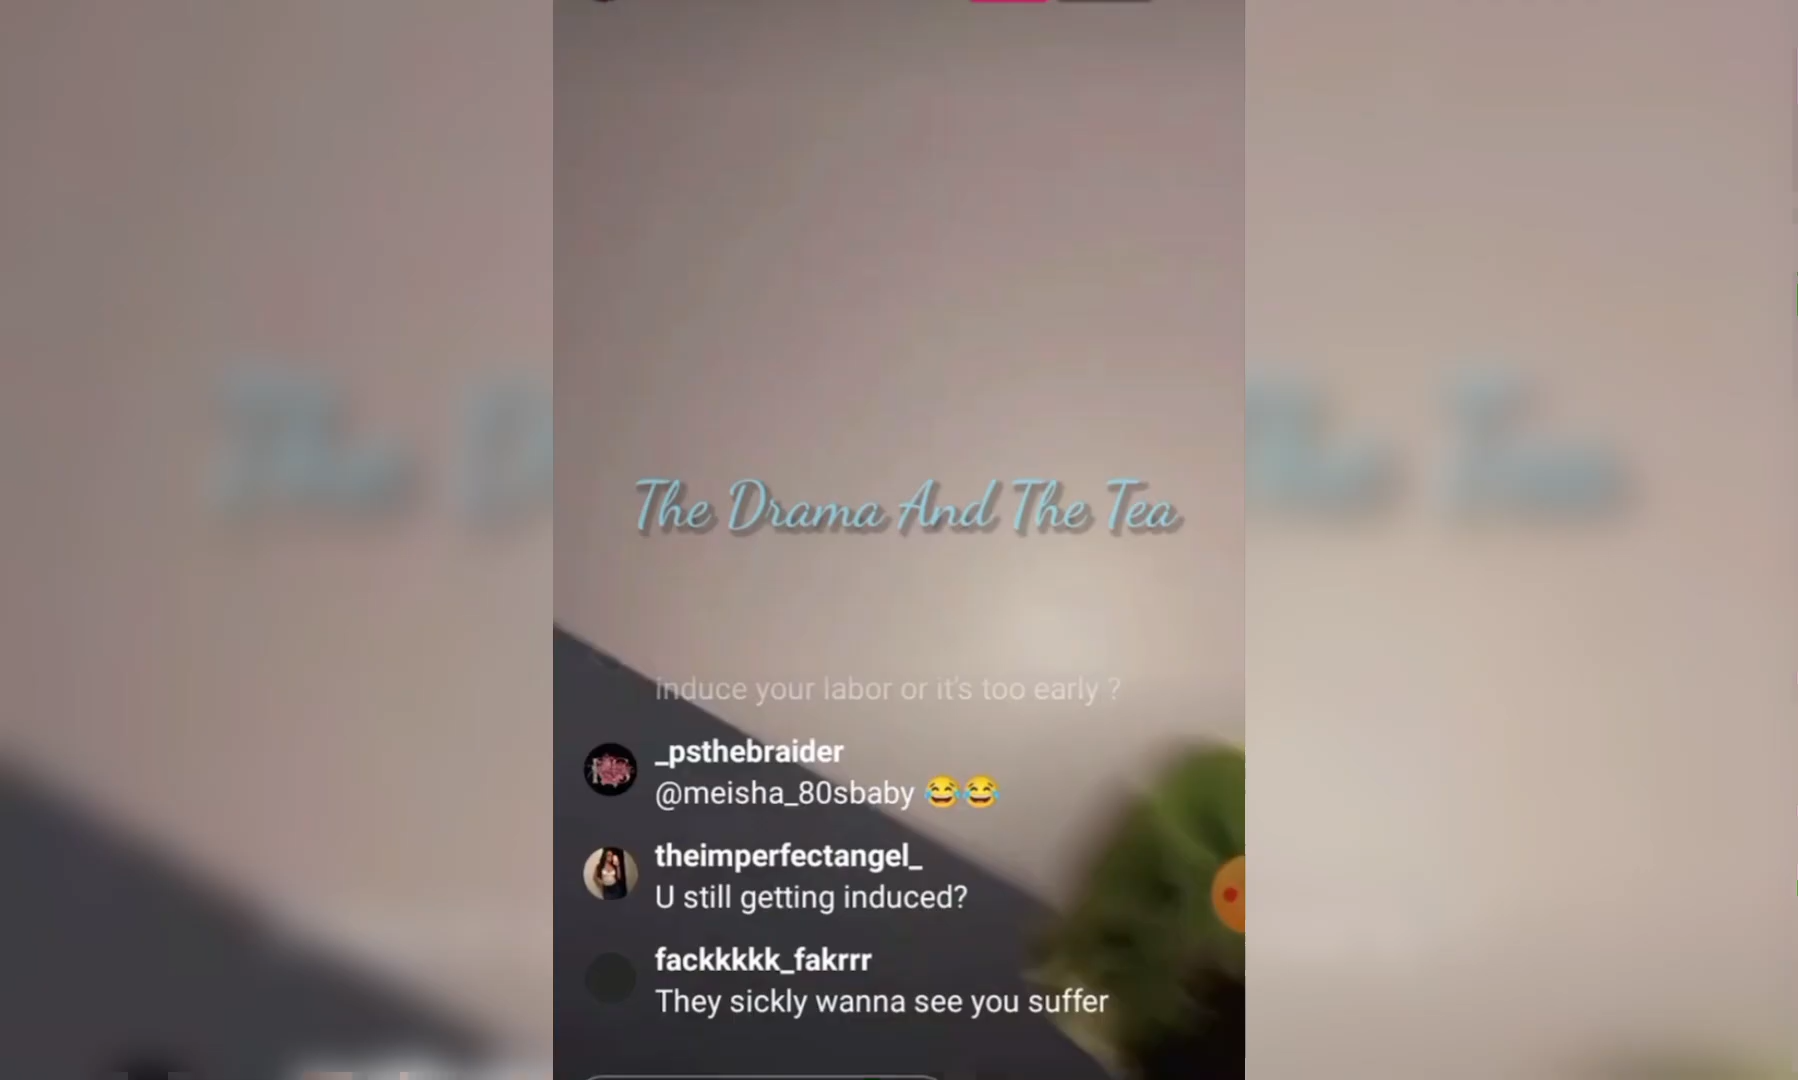 The Drama And The Tea
induce your labor or it's too early ?
_psthebraider
@meisha_80sbaby 😂😂
theimperfectangel_
U still getting induced?
fackkkkk_fakrrr
They sickly wanna see you suffer